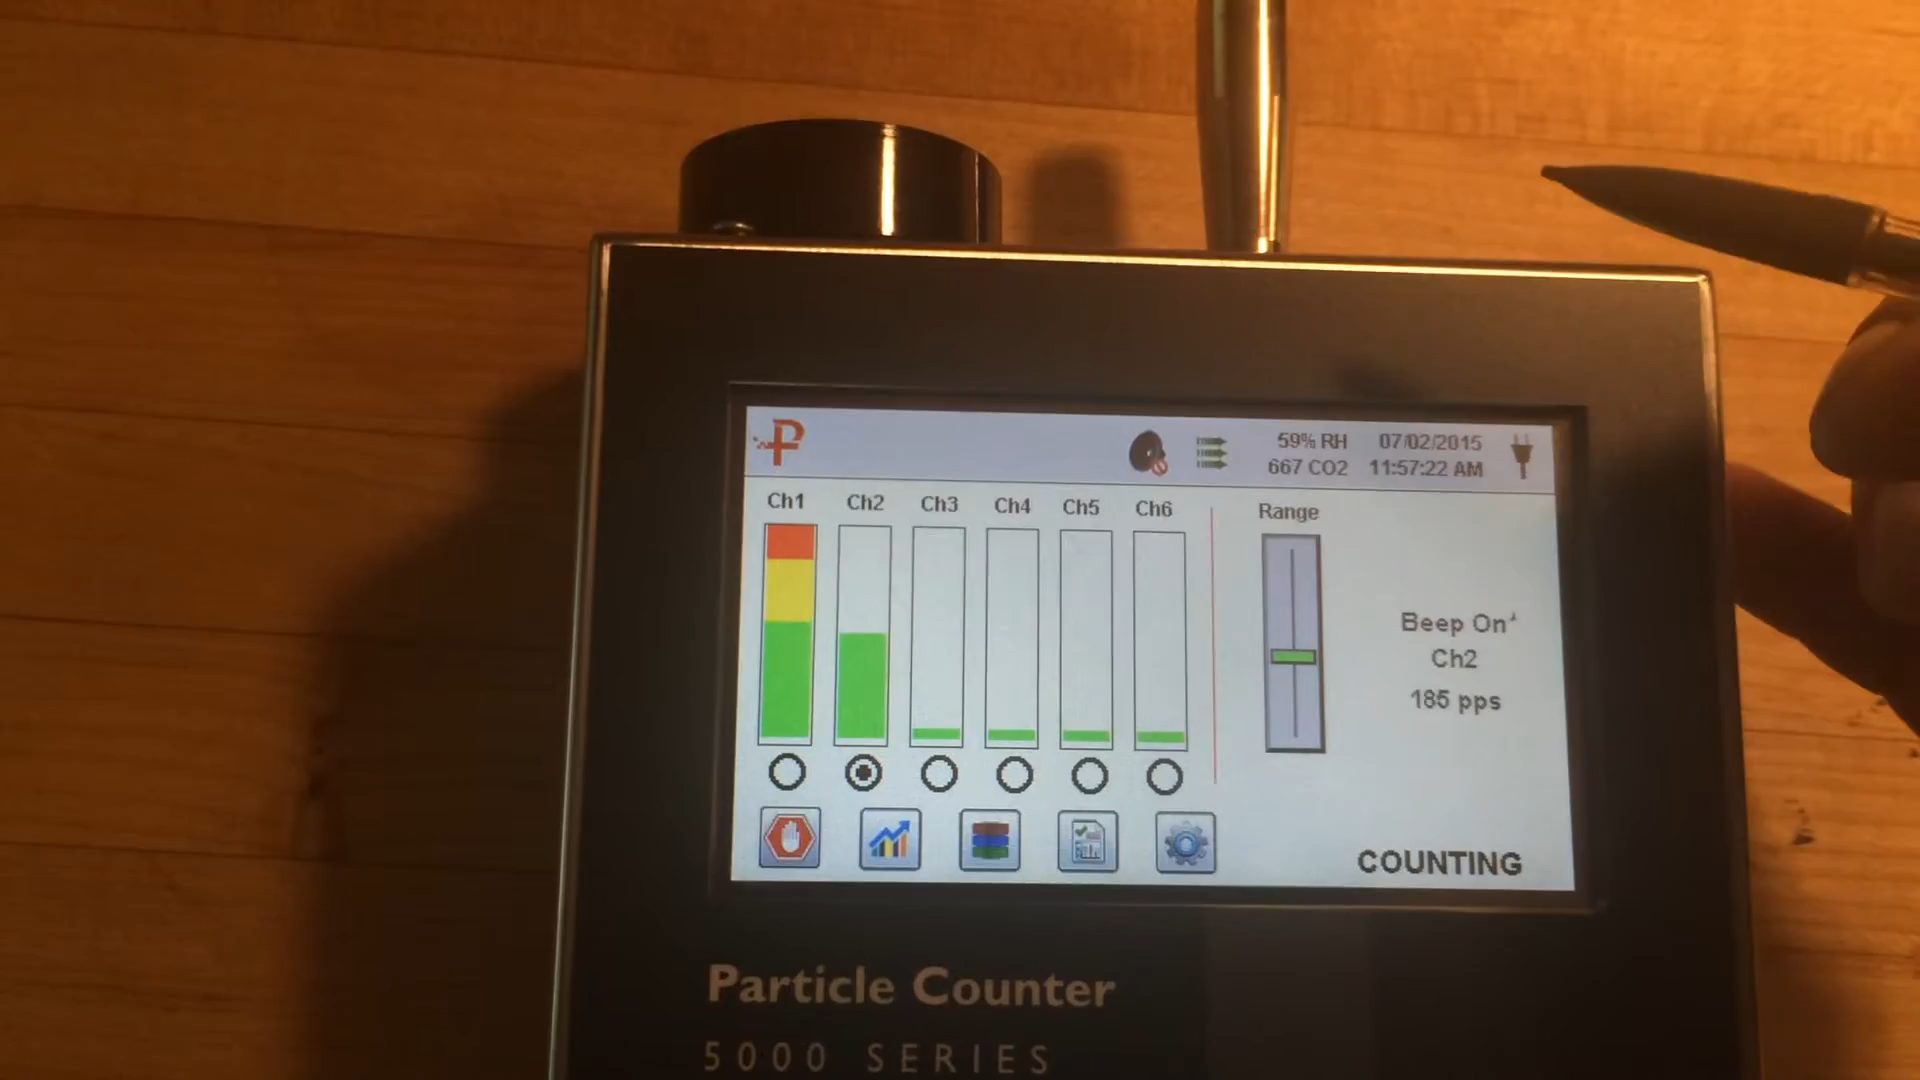 59% RH 07/02/2015
667 CO2 11:57:22 AM
Ch1 Ch2 Ch3 Ch4 Ch5 Ch6 Range
Beep On
Ch2
185 pps
COUNTING
Particle Counter
5000 SERIES